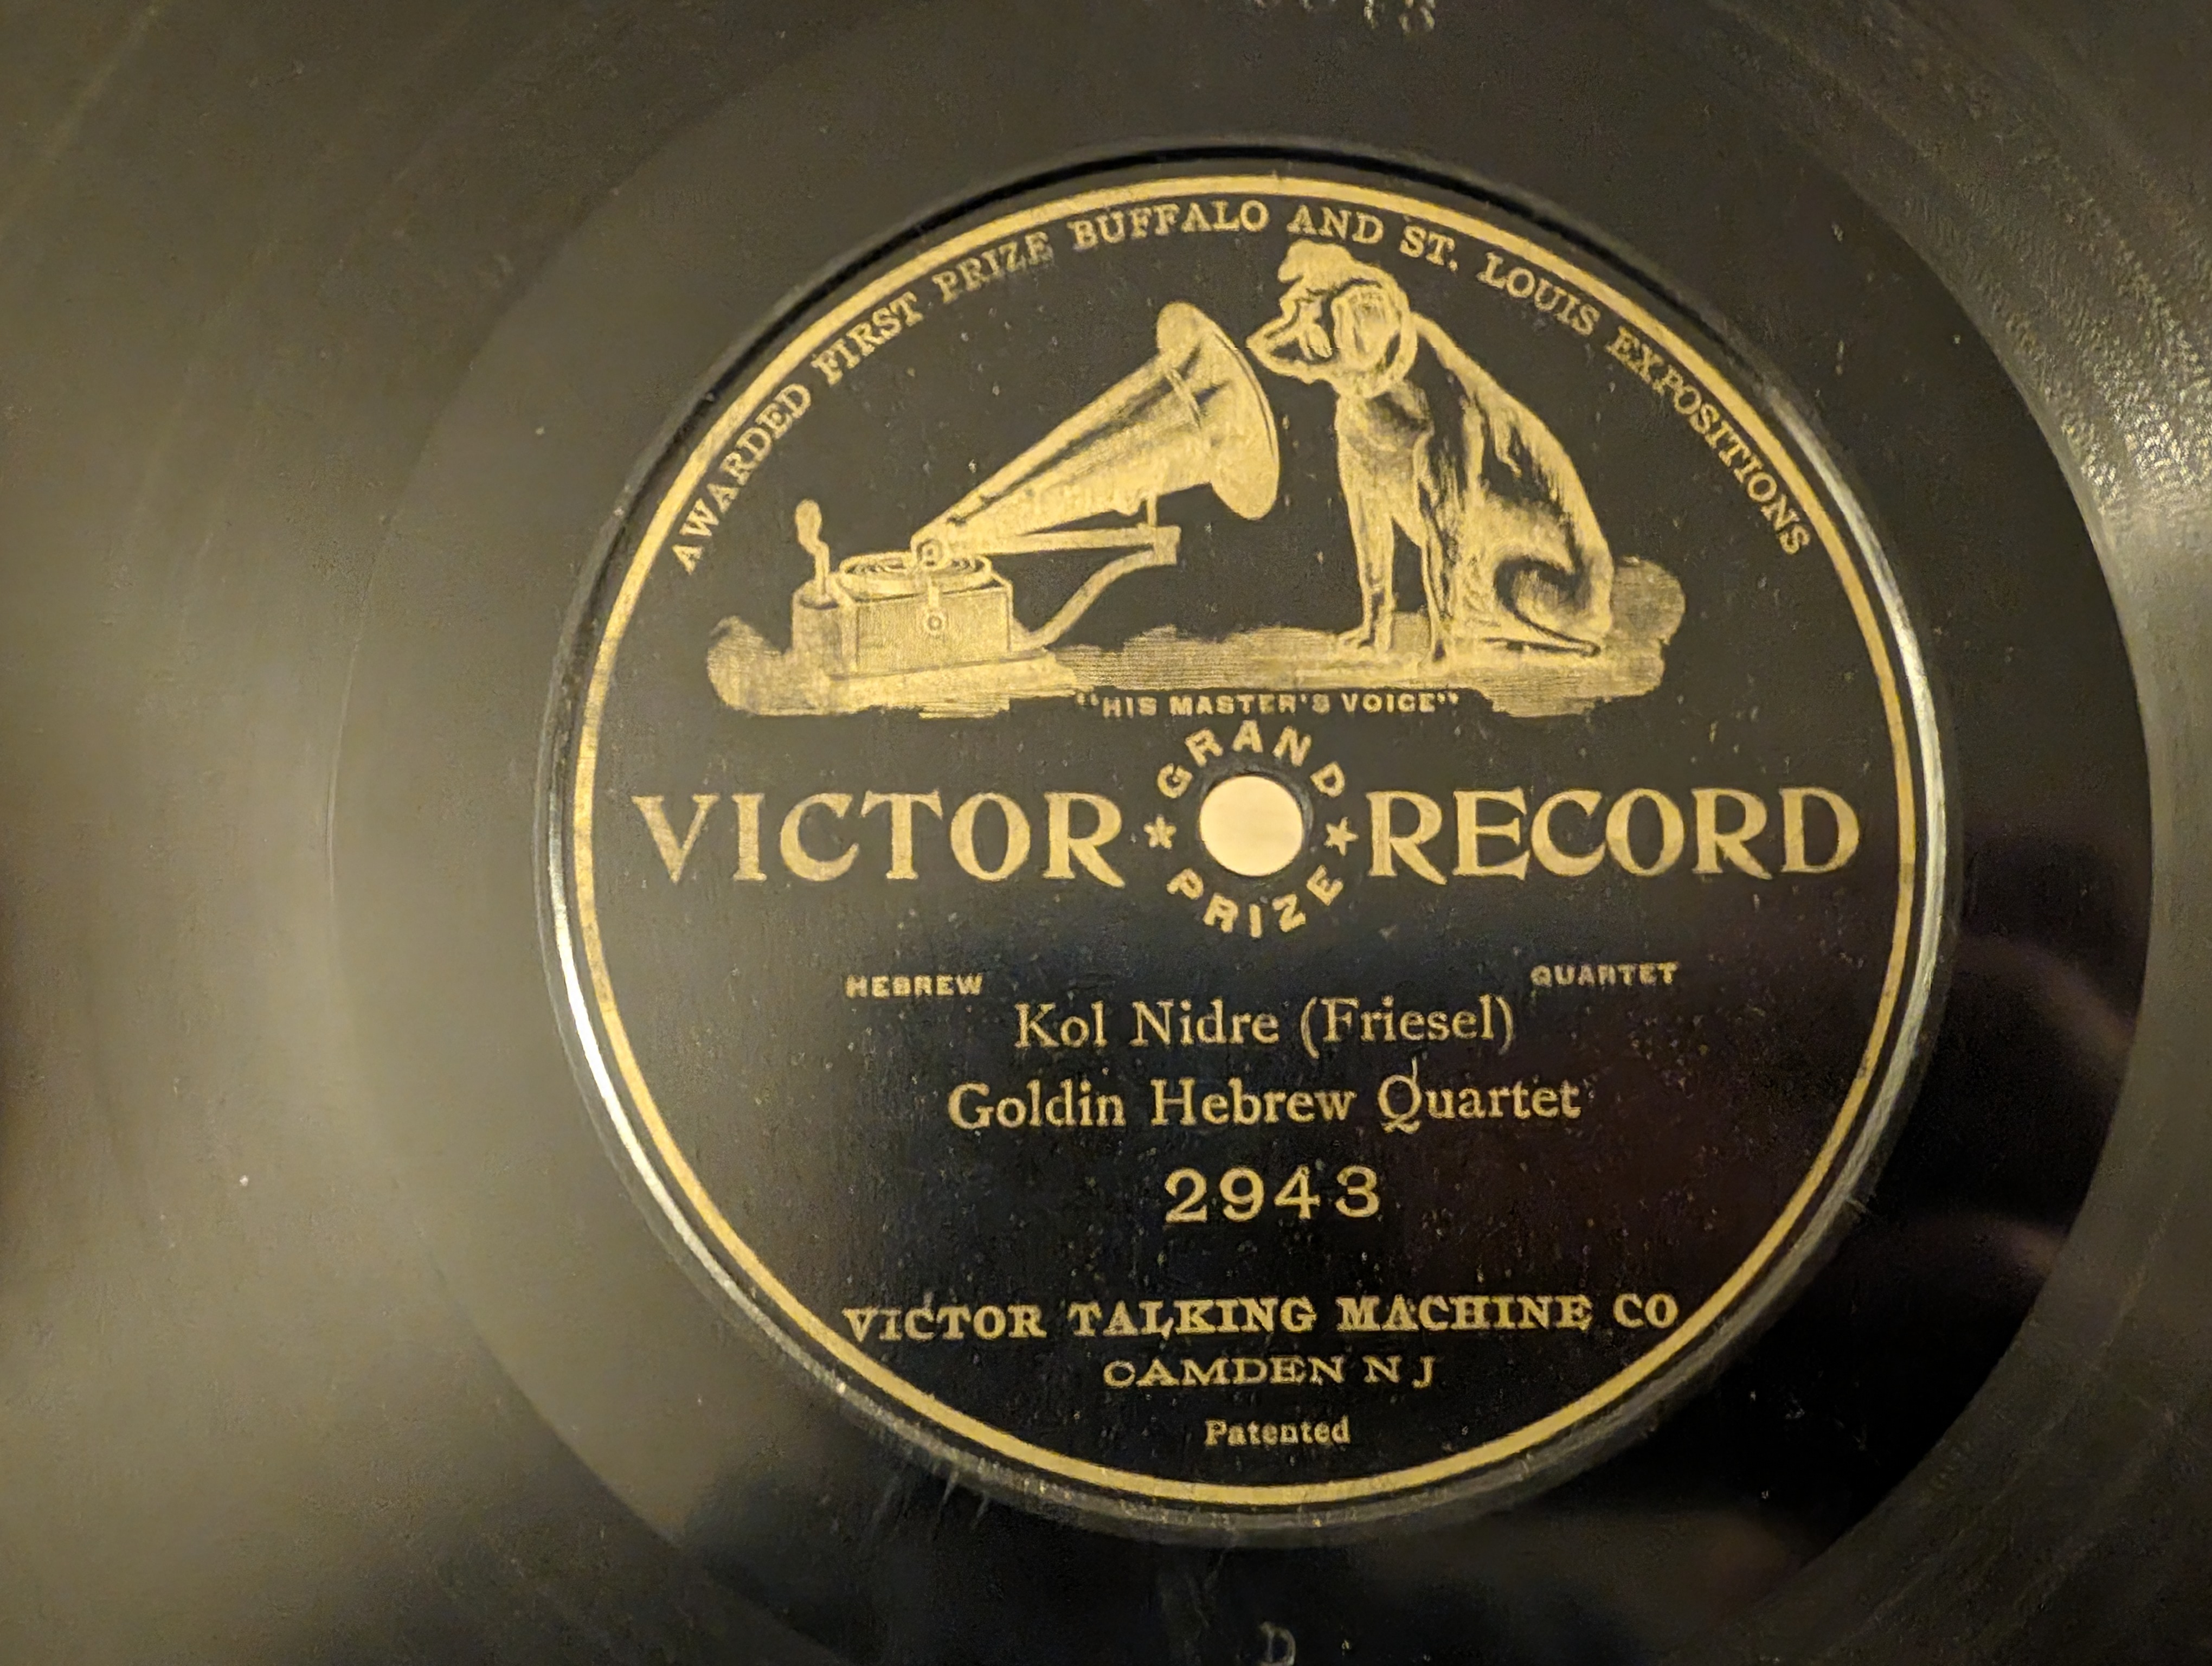 AWARDED FIRST PRIZE BUFFALO AND ST. LOUIS EXPOSITIONS
"HIS MASTER'S VOICE"
GRAND
VICTOR ★ ★ RECORD
PRIZE
HEBREW QUARTET
Kol Nidre (Friesel)
Goldin Hebrew Quartet
2943
VICTOR TALKING MACHINE CO
CAMDEN N J
Patented
D